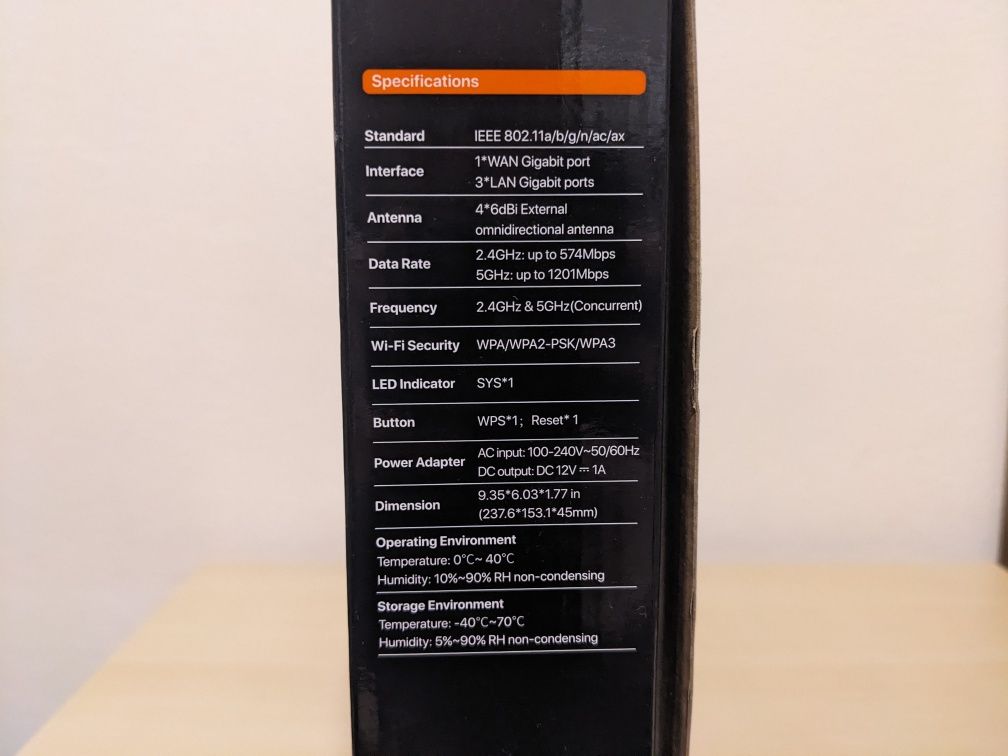 Specifications
Standard IEEE 802.11a/b/g/n/ac/ax
Interface 1*WAN Gigabit port
3*LAN Gigabit ports
Antenna 4*6dBi External
omnidirectional antenna
Data Rate 2.4GHz: up to 574Mbps
5GHz: up to 1201Mbps
Frequency 2.4GHz & 5GHz(Concurrent)
Wi-Fi Security WPA/WPA2-PSK/WPA3
LED Indicator SYS*1
Button WPS*1; Reset*1
Power Adapter AC input: 100-240V~50/60Hz
DC output: DC 12V ⎓ 1A
Dimension 9.35*6.03*1.77 in
(237.6*153.1*45mm)
Operating Environment
Temperature: 0℃~ 40℃
Humidity: 10%~90% RH non-condensing
Storage Environment
Temperature: -40℃~70℃
Humidity: 5%~90% RH non-condensing